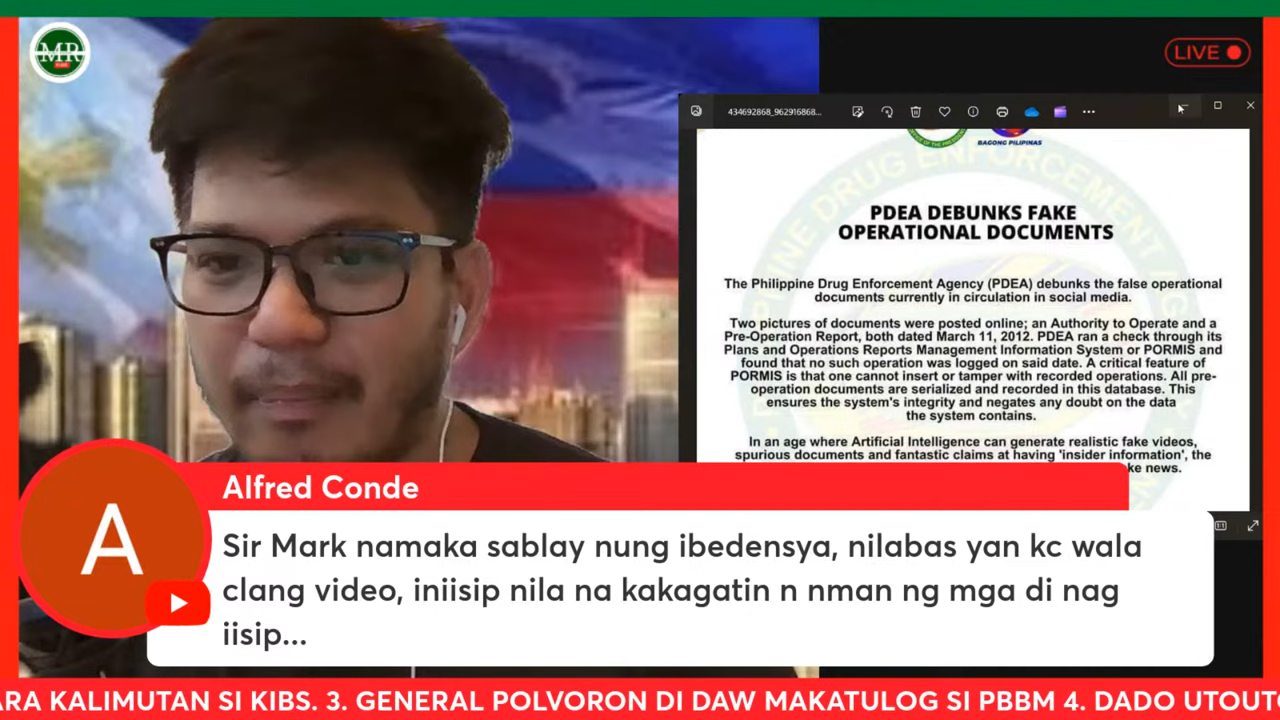 MR
LIVE
434692868_962916868...
BAGONG PILIPINAS
PDEA DEBUNKS FAKE
OPERATIONAL DOCUMENTS
The Philippine Drug Enforcement Agency (PDEA) debunks the false operational
documents currently in circulation in social media.
Two pictures of documents were posted online; an Authority to Operate and a
Pre-Operation Report, both dated March 11, 2012. PDEA ran a check through its
Plans and Operations Reports Management Information System or PORMIS and
found that no such operation was logged on said date. A critical feature of
PORMIS is that one cannot insert or tamper with recorded operations. All pre-
operation documents are serialized and recorded in this database. This
ensures the system's integrity and negates any doubt on the data
the system contains.
In an age where Artificial Intelligence can generate realistic fake videos,
spurious documents and fantastic claims at having 'insider information', the
ke news.
A
Alfred Conde
Sir Mark namaka sablay nung ibedensya, nilabas yan kc wala
clang video, iniisip nila na kakagatin n nman ng mga di nag
iisip...
ARA KALIMUTAN SI KIBS. 3. GENERAL POLVORON DI DAW MAKATULOG SI PBBM 4. DADO UTOUTO